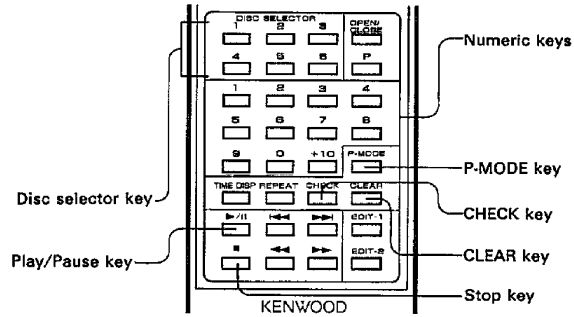 DISC SELECTOR
1 2 3 OPEN/
CLOSE
4 5 6 P
1 2 3 4
5 6 7 8
9 0 +10 P-MODE
TIME DISP REPEAT CHECK CLEAR
▶/II |◀◀ ▶▶| EDIT-1
■ ◀◀ ▶▶ EDIT-2
KENWOOD
Disc selector key
Play/Pause key
Numeric keys
P-MODE key
CHECK key
CLEAR key
Stop key